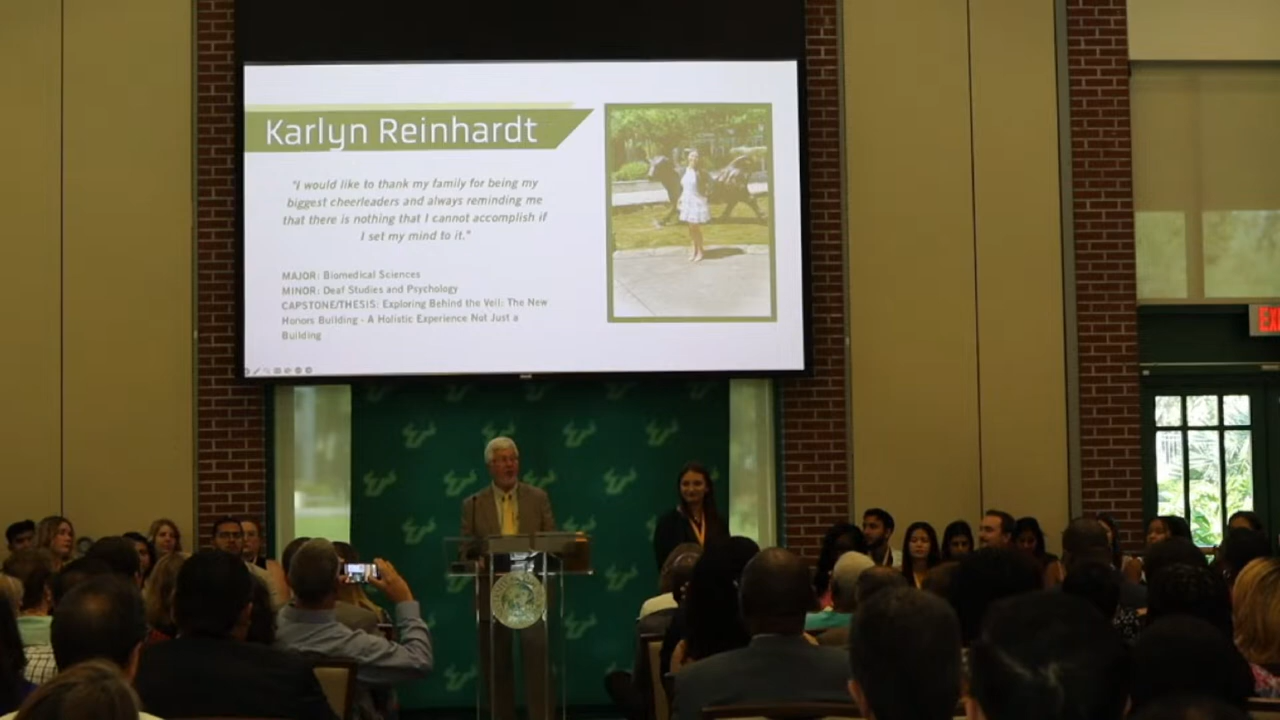 Karlyn Reinhardt
"I would like to thank my family for being my
biggest cheerleaders and always reminding me
that there is nothing that I cannot accomplish if
I set my mind to it."
MAJOR: Biomedical Sciences
MINOR: Deaf Studies and Psychology
CAPSTONE/THESIS: Exploring Behind the Veil: The New
Honors Building - A Holistic Experience Not Just a
Building
EX